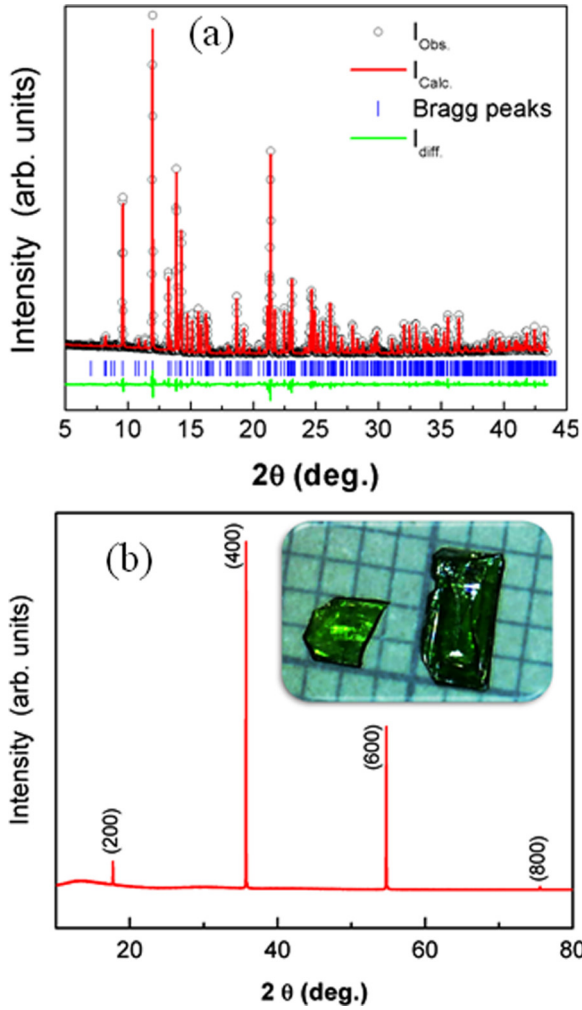 (a)
I_Obs.
I_Calc.
Bragg peaks
I_diff.
Intensity (arb. units)
5 10 15 20 25 30 35 40 45
2θ (deg.)
(b)
(400)
(600)
(200)
(800)
Intensity (arb. units)
20 40 60 80
2 θ (deg.)